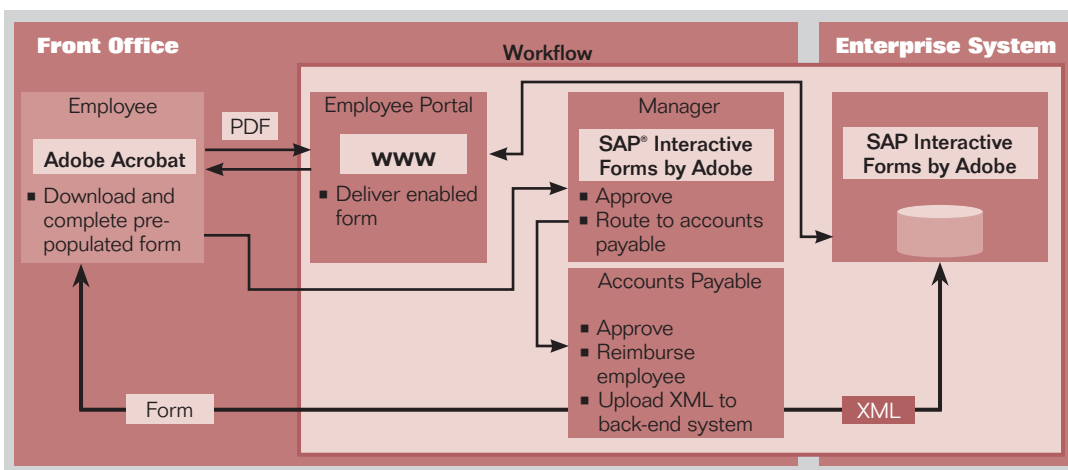 Front Office
Workflow
Enterprise System
Employee
PDF
Adobe Acrobat
▪ Download and
complete pre-
populated form
Employee Portal
www
▪ Deliver enabled
form
Manager
SAP® Interactive
Forms by Adobe
▪ Approve
▪ Route to accounts
payable
Accounts Payable
▪ Approve
▪ Reimburse
employee
▪ Upload XML to
back-end system
SAP Interactive
Forms by Adobe
Form
XML